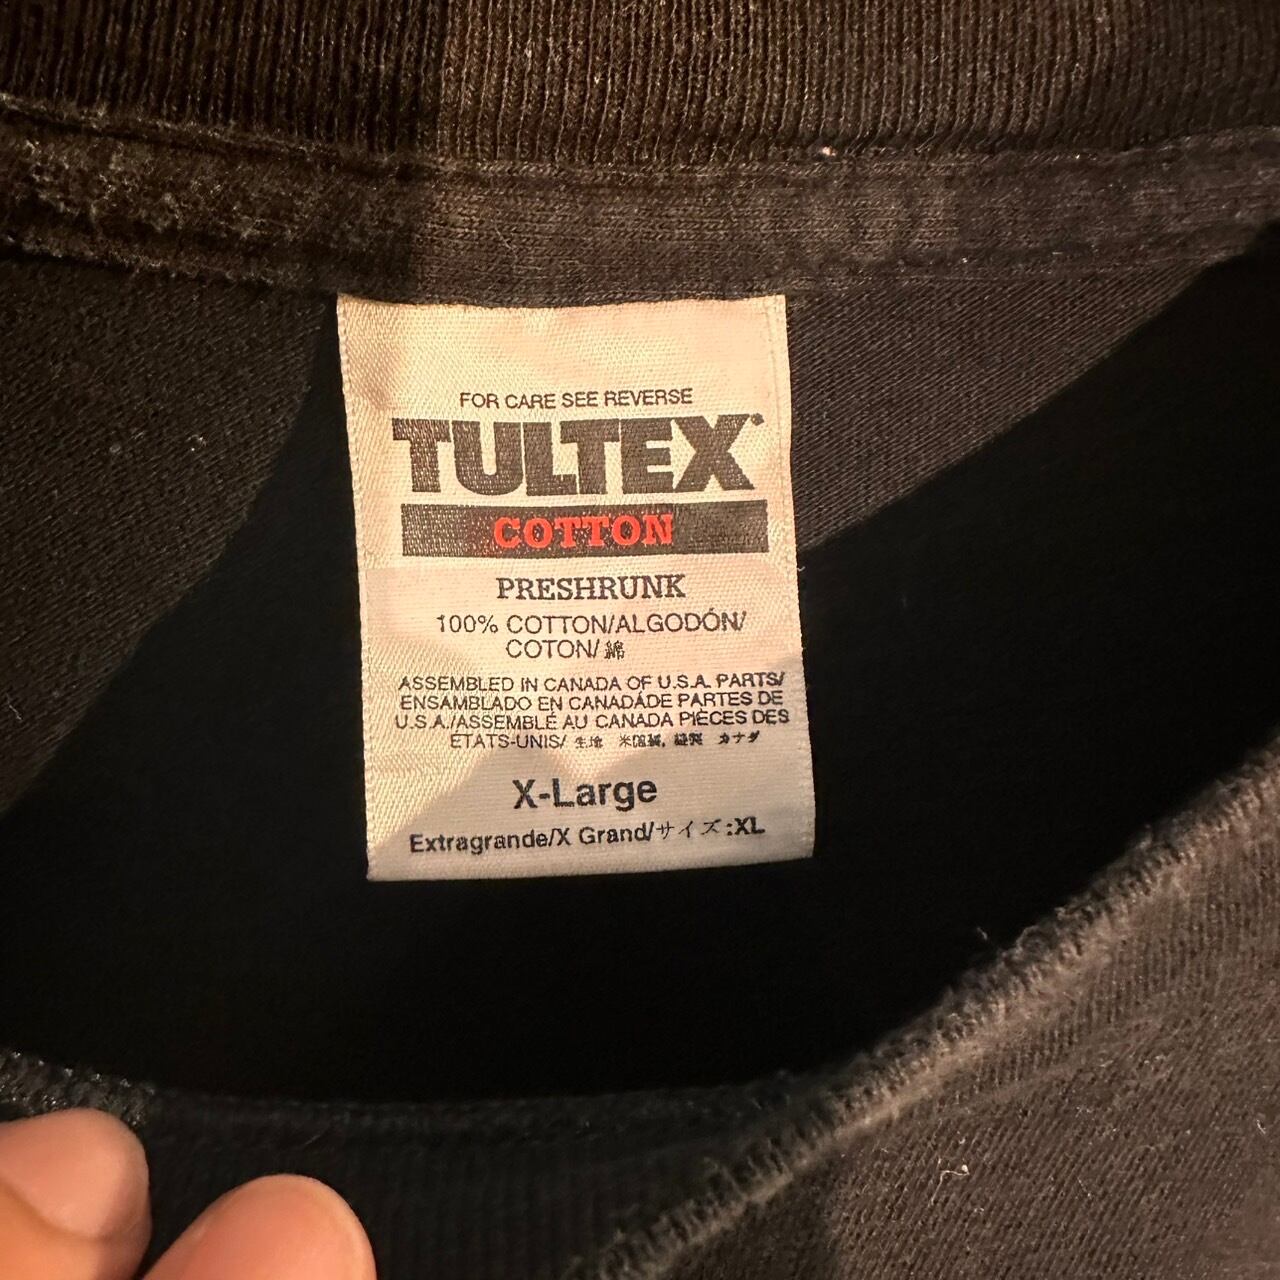 FOR CARE SEE REVERSE
TULTEX®
COTTON
PRESHRUNK
100% COTTON/ALGODÓN/
COTON/綿
ASSEMBLED IN CANADA OF U.S.A. PARTS/
ENSAMBLADO EN CANADÁDE PARTES DE
U.S.A./ASSEMBLÉ AU CANADA PIÈCES DES
ETATS-UNIS/ 生地 米国製, 縫製 カナダ
X-Large
Extragrande/X Grand/サイズ:XL